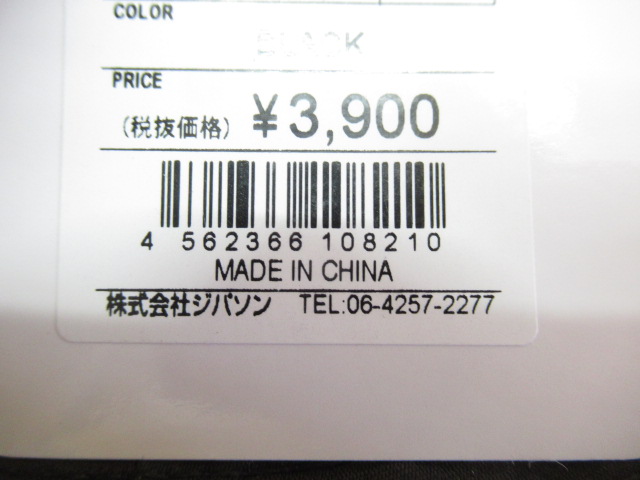 COLOR
BLACK
PRICE
(税抜価格) ¥3,900
4 562366 108210
MADE IN CHINA
株式会社ジパソン TEL:06-4257-2277